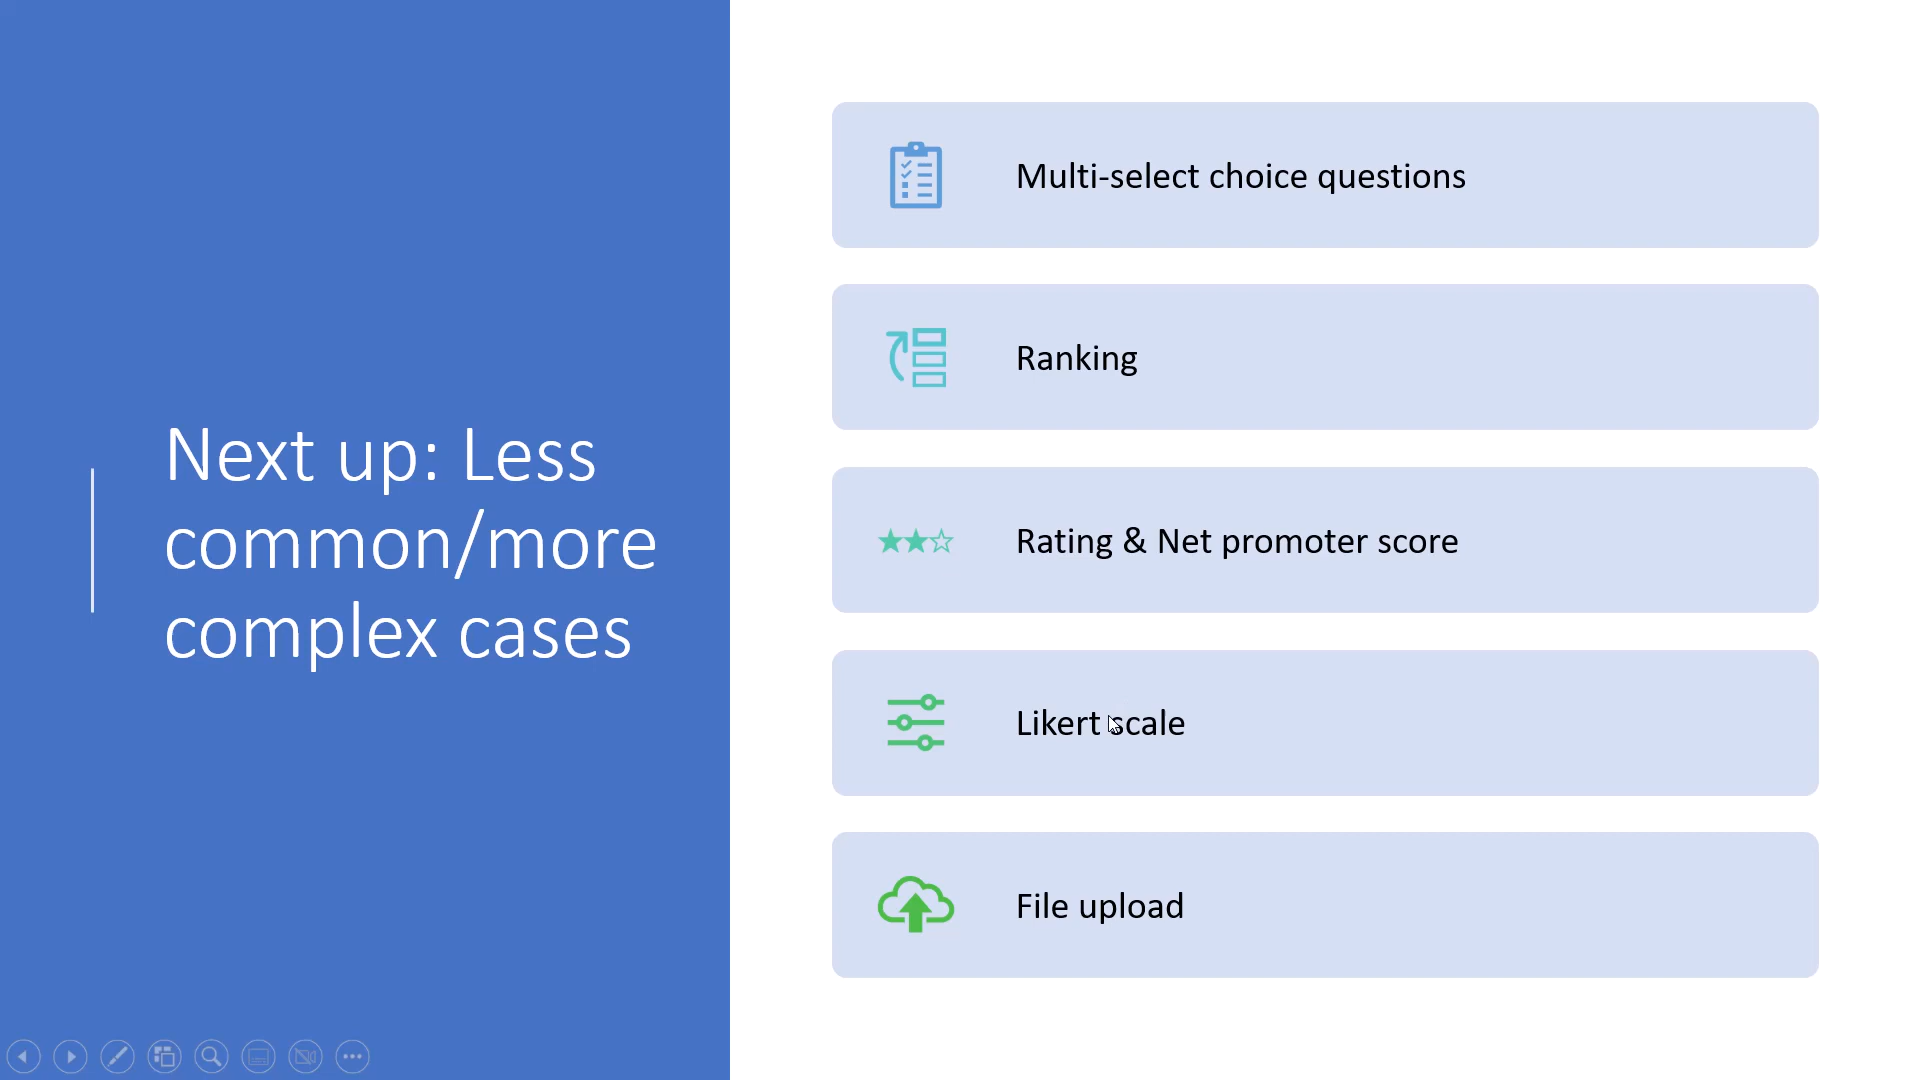 Next up: Less
common/more
complex cases
Multi-select choice questions
Ranking
Rating & Net promoter score
Likert scale
File upload